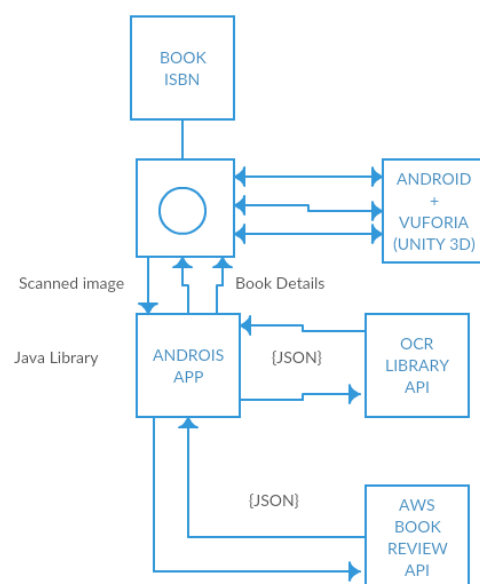 BOOK
ISBN
ANDROID
+
VUFORIA
(UNITY 3D)
Scanned image
Book Details
Java Library
ANDROIS
APP
{JSON}
OCR
LIBRARY
API
{JSON}
AWS
BOOK
REVIEW
API